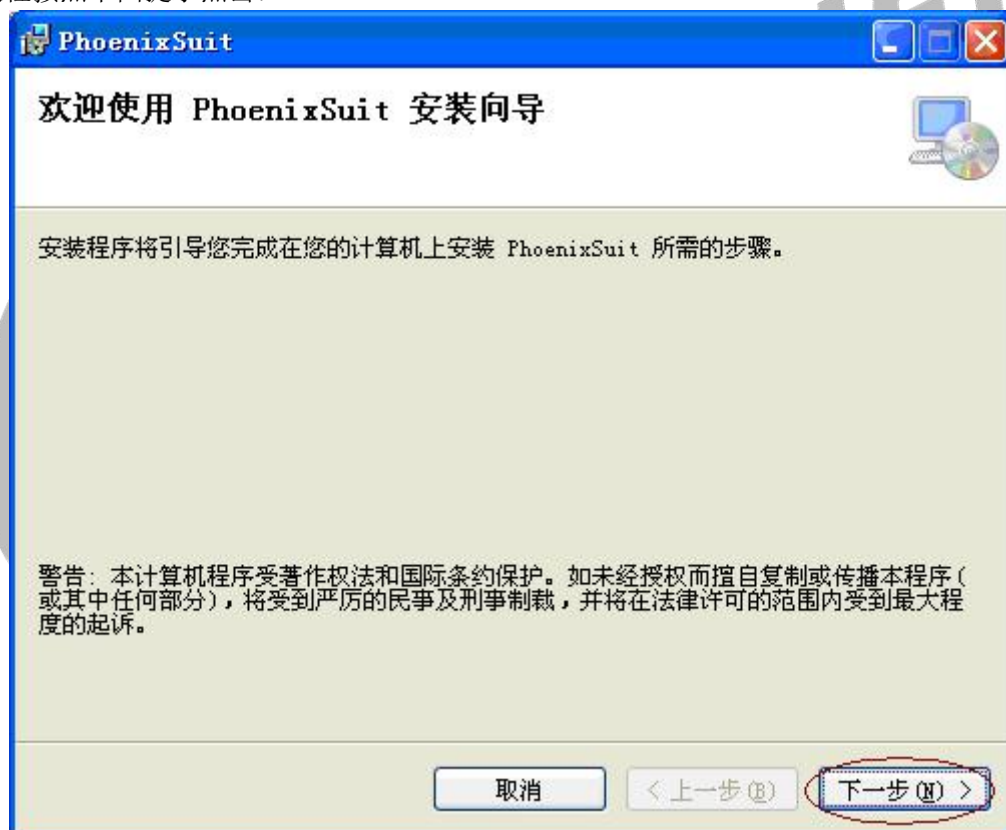 PhoenixSuit
欢迎使用 PhoenixSuit 安装向导
安装程序将引导您完成在您的计算机上安装 PhoenixSuit 所需的步骤。
警告: 本计算机程序受著作权法和国际条约保护。如未经授权而擅自复制或传播本程序(
或其中任何部分),将受到严厉的民事及刑事制裁,并将在法律许可的范围内受到最大程
度的起诉。
取消
< 上一步(B)
下一步(N) >